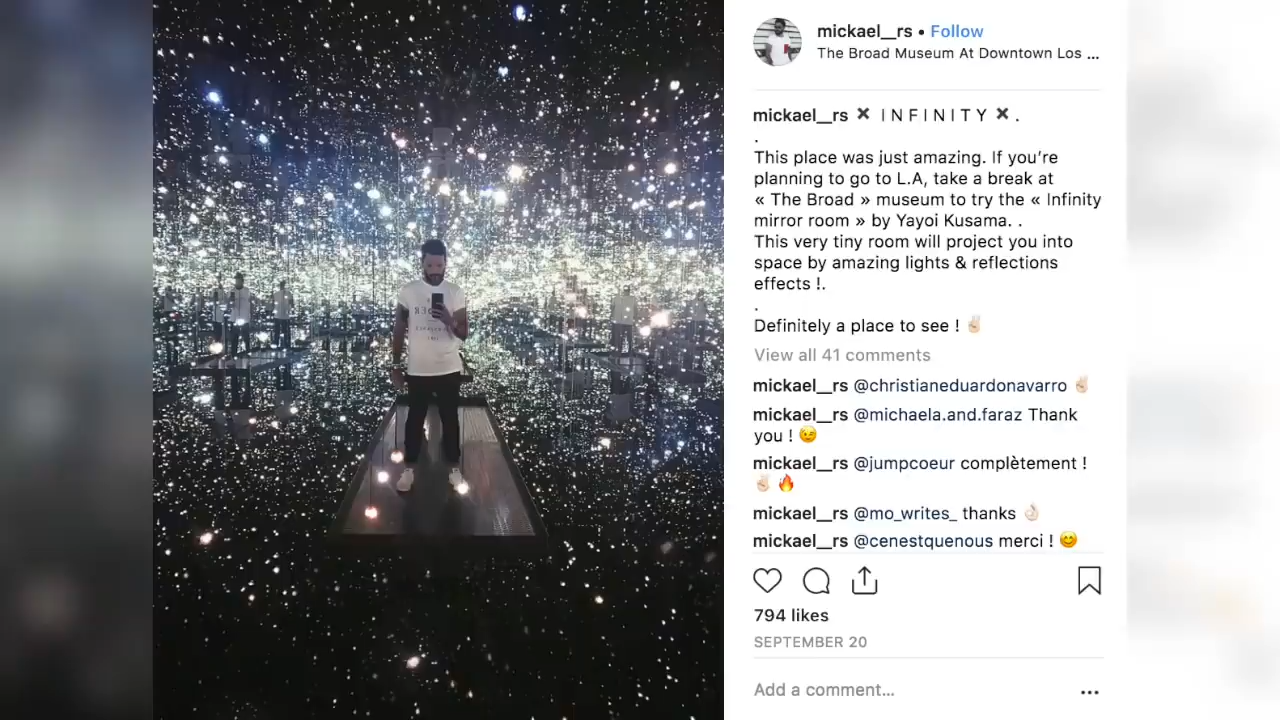 mickael__rs • Follow
The Broad Museum At Downtown Los ...
mickael__rs ✖ I N F I N I T Y ✖ .
.
This place was just amazing. If you’re
planning to go to L.A, take a break at
« The Broad » museum to try the « Infinity
mirror room » by Yayoi Kusama. .
This very tiny room will project you into
space by amazing lights & reflections
effects !.
.
Definitely a place to see ! ✌🏻
View all 41 comments
mickael__rs @christianeduardonavarro ✌🏻
mickael__rs @michaela.and.faraz Thank
you ! 😉
mickael__rs @jumpcoeur complètement !
✌🏻 🔥
mickael__rs @mo_writes_ thanks 👌🏻
mickael__rs @cenestquenous merci ! 😊
794 likes
SEPTEMBER 20
Add a comment...